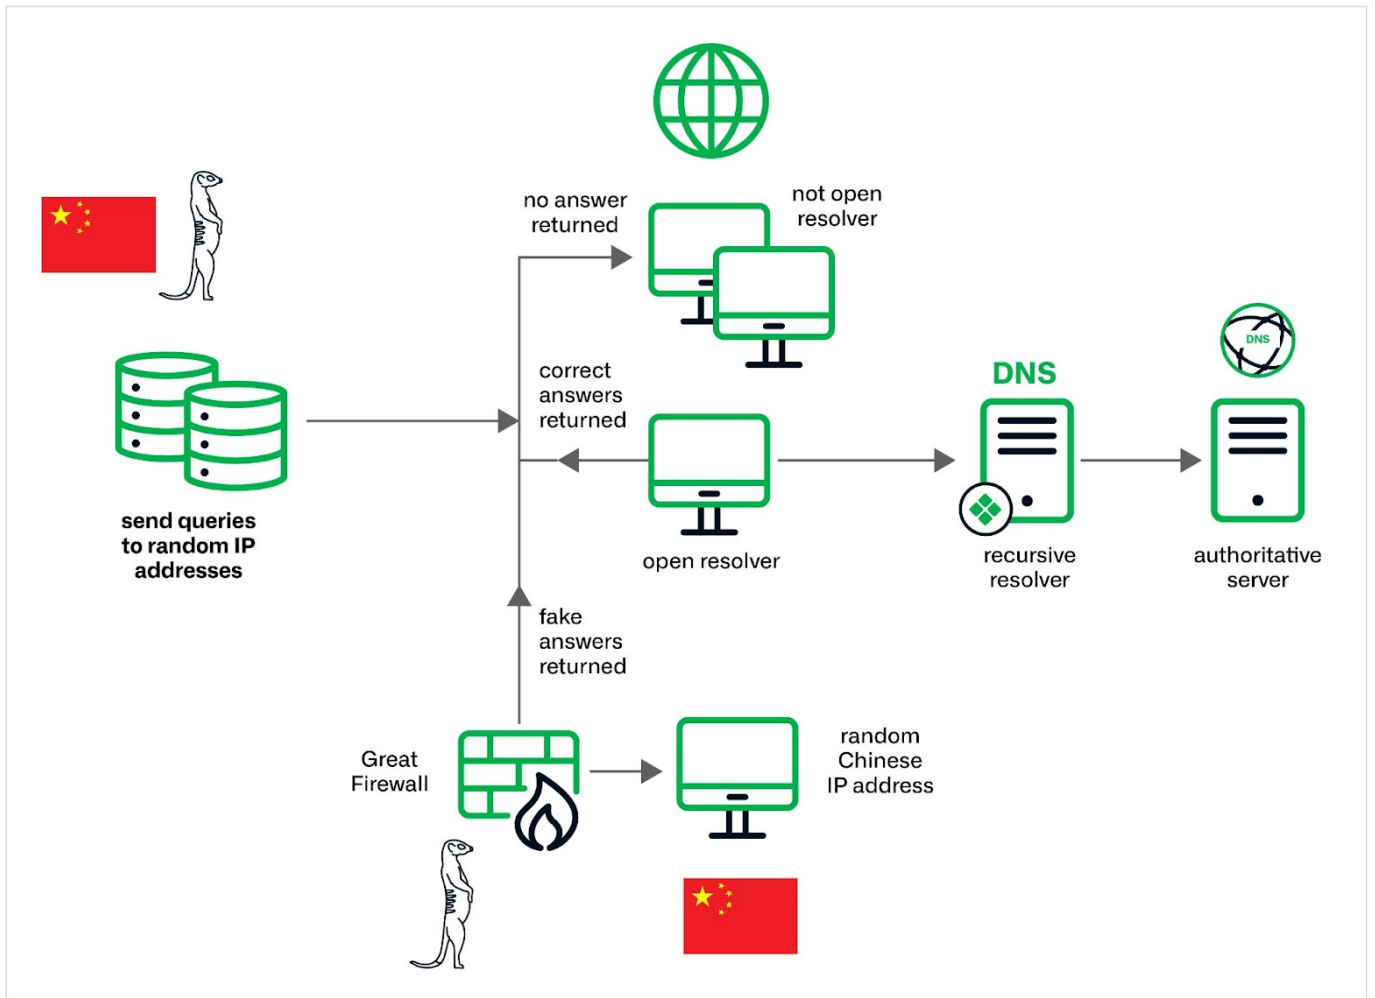 no answer
returned
not open
resolver
correct
answers
returned
DNS
DNS
send queries
to random IP
addresses
open resolver
recursive
resolver
authoritative
server
fake
answers
returned
Great
Firewall
random
Chinese
IP address